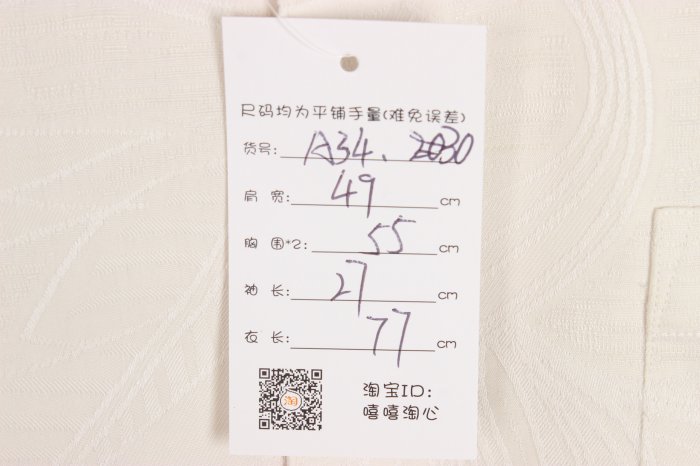 尺码均为平铺手量(难免误差)
货号: A34、2030
肩 宽: 49 cm
胸 围*2: 55 cm
袖 长: 27 cm
衣 长: 77 cm
淘
淘宝ID:
嘻嘻淘心